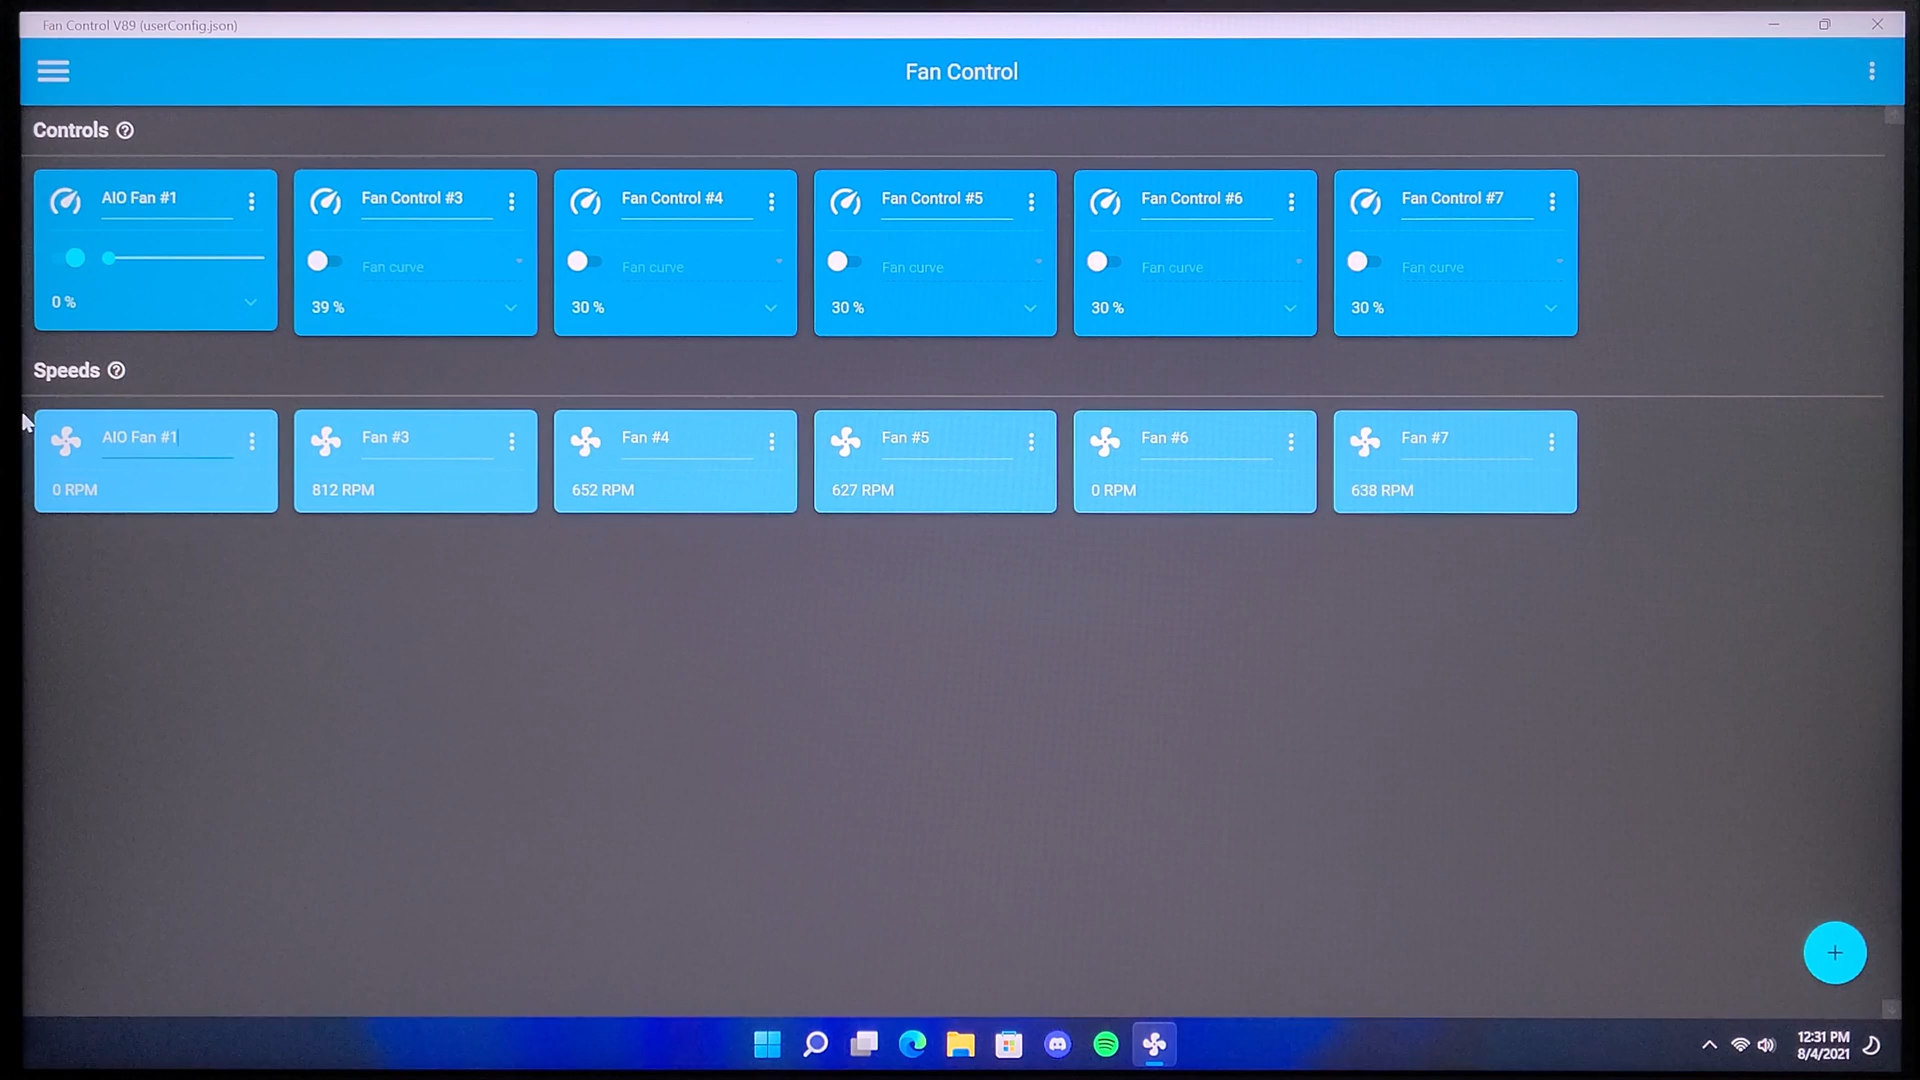 Fan Control V89 (userConfig.json)
Fan Control
Controls
AIO Fan #1
Fan Control #3
Fan Control #4
Fan Control #5
Fan Control #6
Fan Control #7
Fan curve
Fan curve
Fan curve
Fan curve
Fan curve
0 %
39 %
30 %
30 %
30 %
30 %
Speeds
AIO Fan #1
Fan #3
Fan #4
Fan #5
Fan #6
Fan #7
0 RPM
812 RPM
652 RPM
627 RPM
0 RPM
638 RPM
12:31 PM
8/4/2021